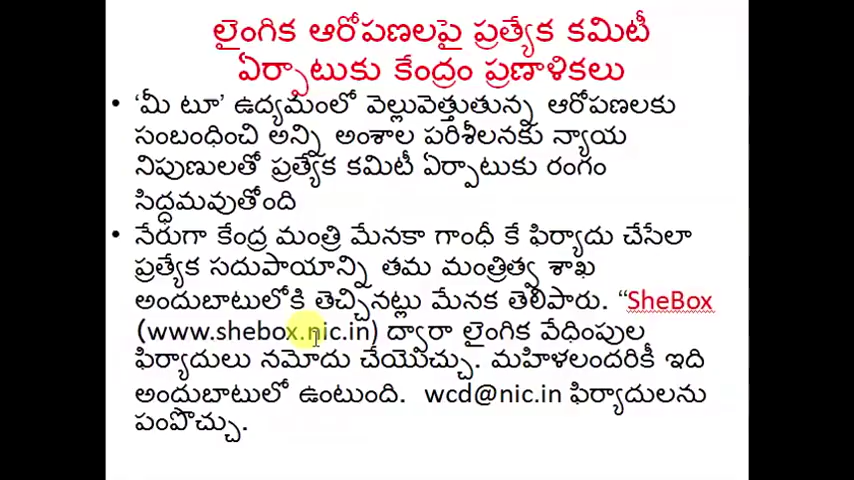 లైంగిక ఆరోపణలపై ప్రత్యేక కమిటీ
ఏర్పాటుకు కేంద్రం ప్రణాళికలు
• ‘మీ టూ’ ఉద్యమంలో వెల్లువెత్తుతున్న ఆరోపణలకు
సంబంధించి అన్ని అంశాల పరిశీలనకు న్యాయ
నిపుణులతో ప్రత్యేక కమిటీ ఏర్పాటుకు రంగం
సిద్ధమవుతోంది
• నేరుగా కేంద్ర మంత్రి మేనకా గాంధీ కే ఫిర్యాదు చేసేలా
ప్రత్యేక సదుపాయాన్ని తమ మంత్రిత్వ శాఖ
అందుబాటులోకి తెచ్చినట్లు మేనక తెలిపారు. “SheBox
(www.shebox.nic.in) ద్వారా లైంగిక వేధింపుల
ఫిర్యాదులు నమోదు చేయొచ్చు. మహిళలందరికీ ఇది
అందుబాటులో ఉంటుంది. wcd@nic.in ఫిర్యాదులను
పంపొచ్చు.